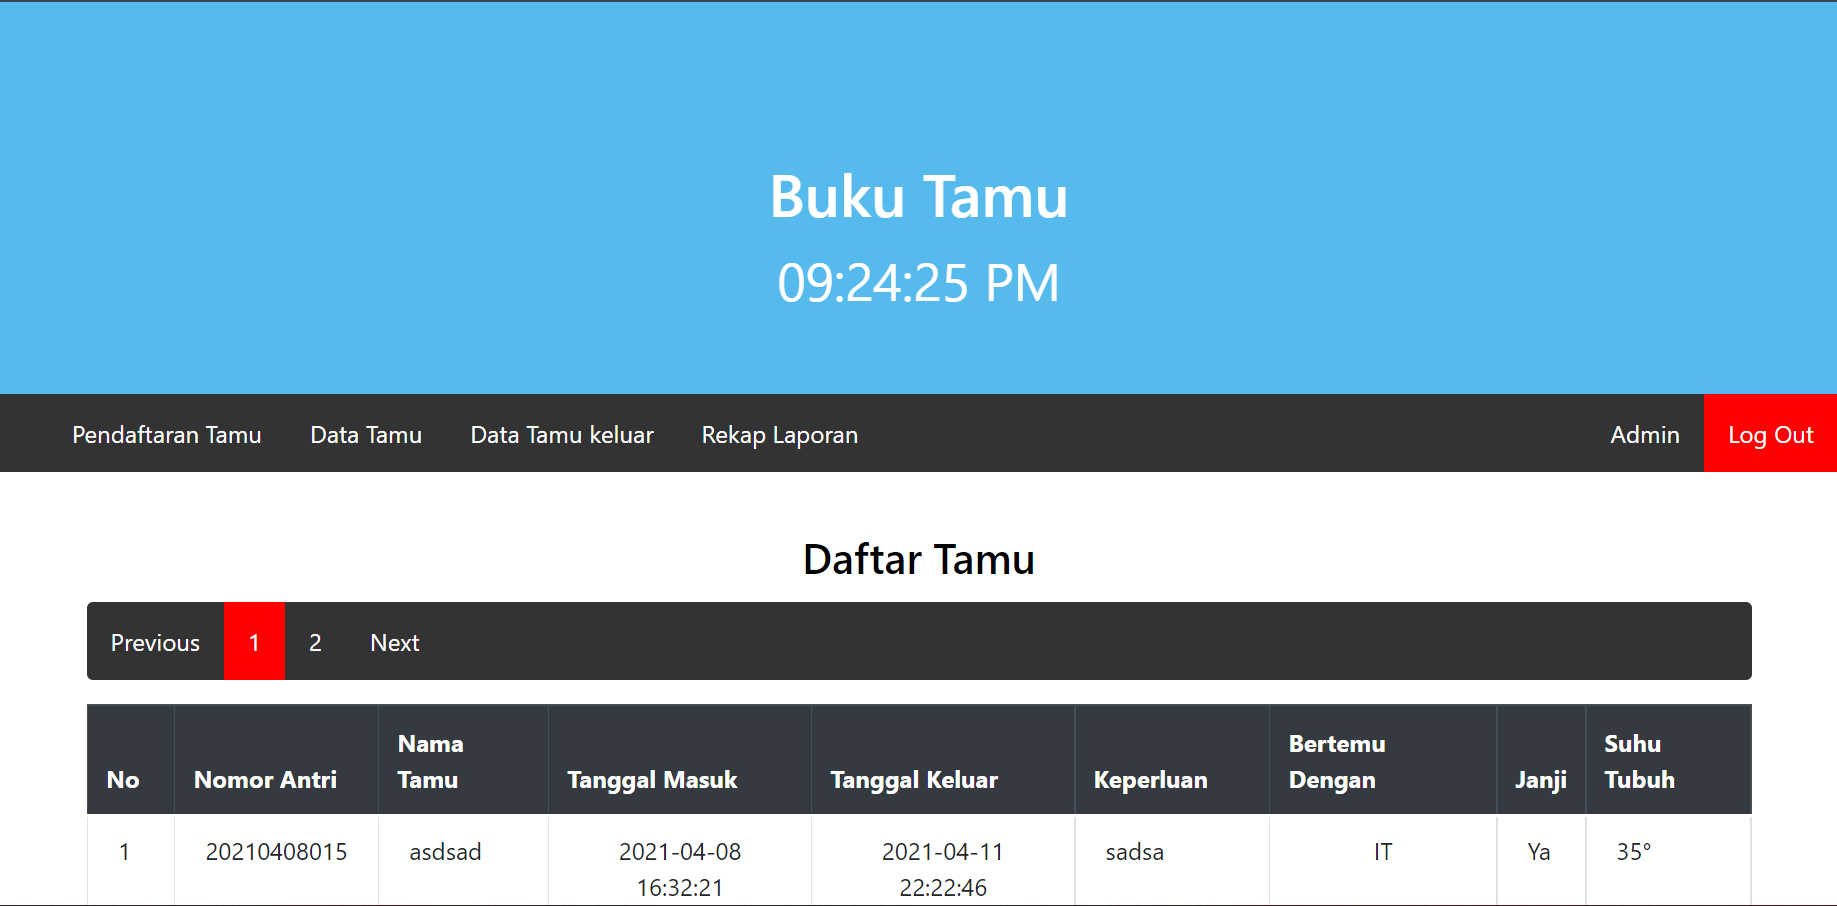 Buku Tamu
09:24:25 PM
Pendaftaran Tamu Data Tamu Data Tamu keluar Rekap Laporan Admin Log Out
Daftar Tamu
Previous 1 2 Next
No Nomor Antri Nama Tamu Tanggal Masuk Tanggal Keluar Keperluan Bertemu Dengan Janji Suhu Tubuh
1 20210408015 asdsad 2021-04-08 16:32:21 2021-04-11 22:22:46 sadsa IT Ya 35°